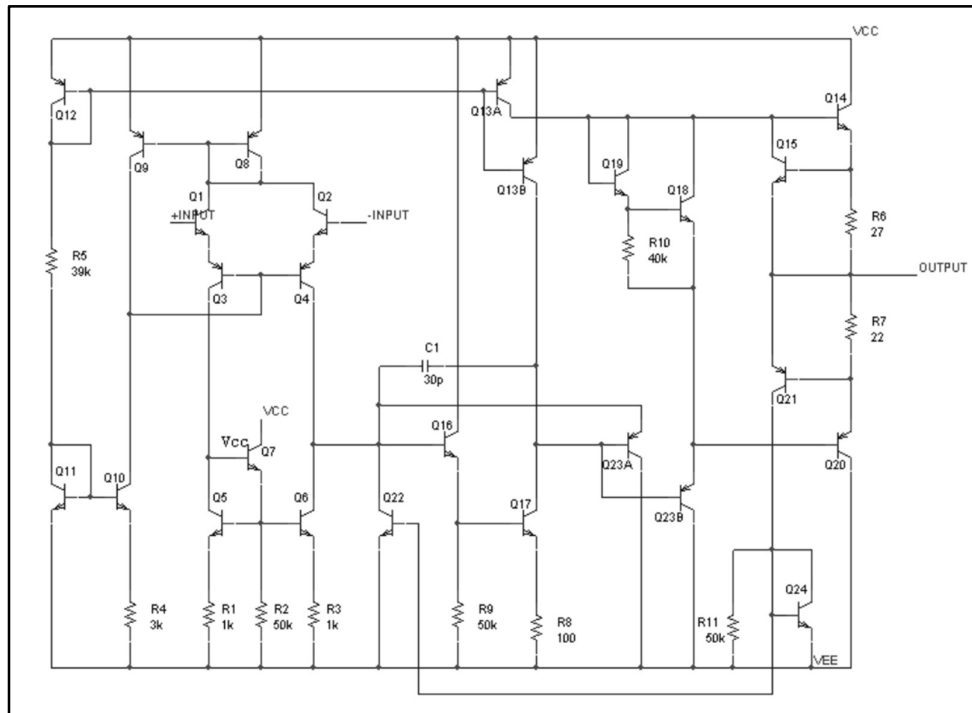 VCC
Q12
Q13A
Q14
Q9
Q8
Q19
Q15
Q13B
Q18
Q1
Q2
+INPUT
-INPUT
R6
27
R5
39k
R10
40k
OUTPUT
Q3
Q4
R7
22
C1
30p
Q21
VCC
Vcc
Q7
Q16
Q23A
Q20
Q11
Q10
Q5
Q6
Q22
Q17
Q23B
Q24
R4
3k
R1
1k
R2
50k
R3
1k
R9
50k
R8
100
R11
50k
VEE